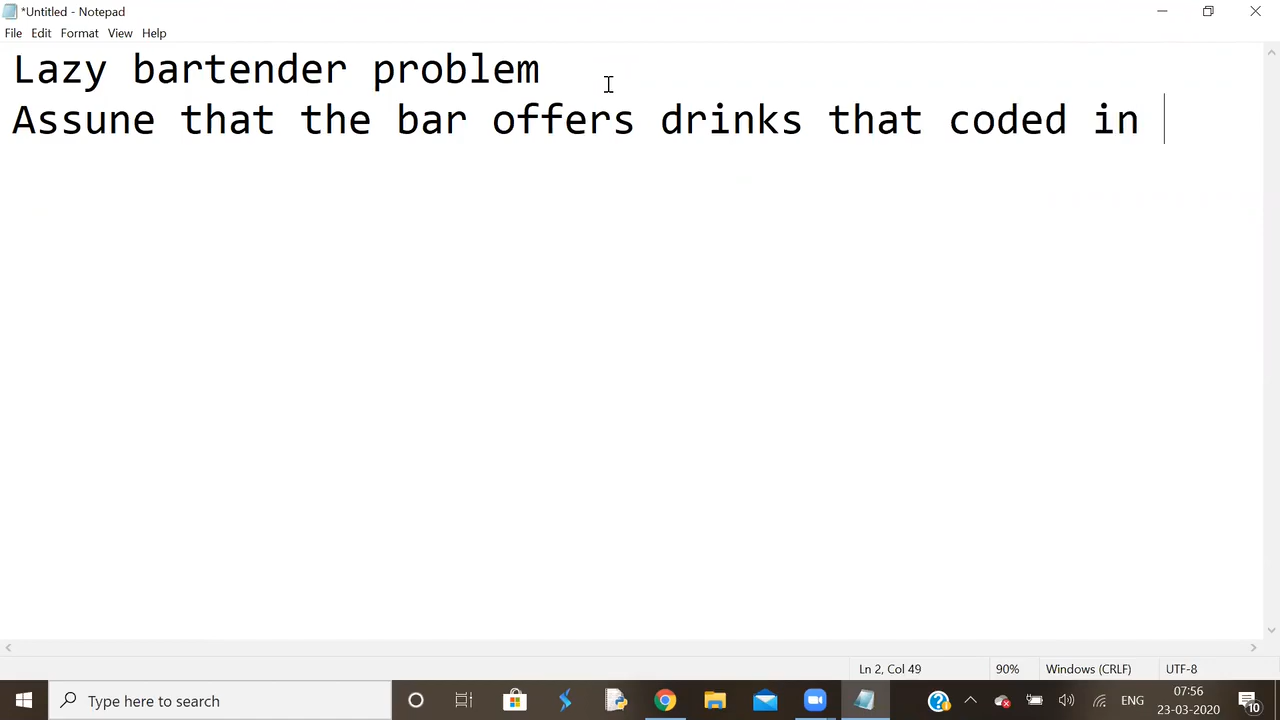 *Untitled - Notepad
File Edit Format View Help
Lazy bartender problem
Assune that the bar offers drinks that coded in
Ln 2, Col 49 90% Windows (CRLF) UTF-8
Type here to search
ENG
07:56
23-03-2020
10